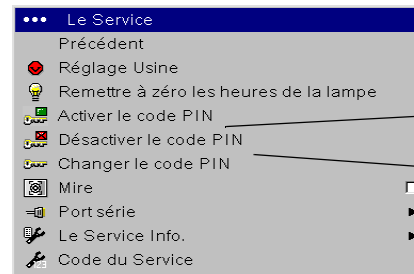 ••• Le Service
Précédent
Réglage Usine
Remettre à zéro les heures de la lampe
Activer le code PIN
Désactiver le code PIN
Changer le code PIN
Mire
Port série
Le Service Info.
Code du Service